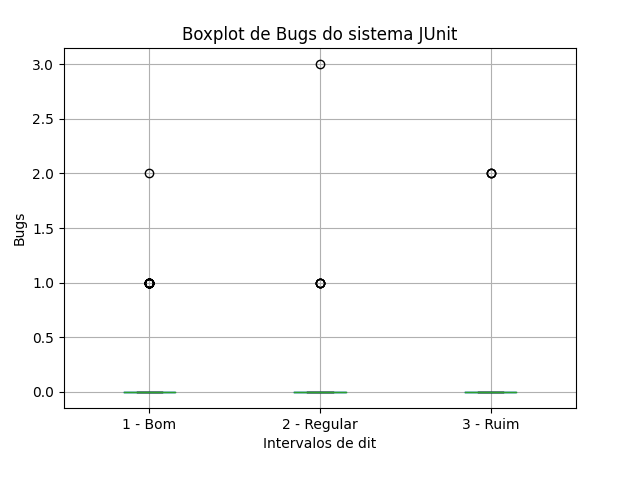 Boxplot de Bugs do sistema JUnit
3.0
2.5
2.0
1.5
1.0
0.5
0.0
Bugs
1 - Bom
2 - Regular
3 - Ruim
Intervalos de dit